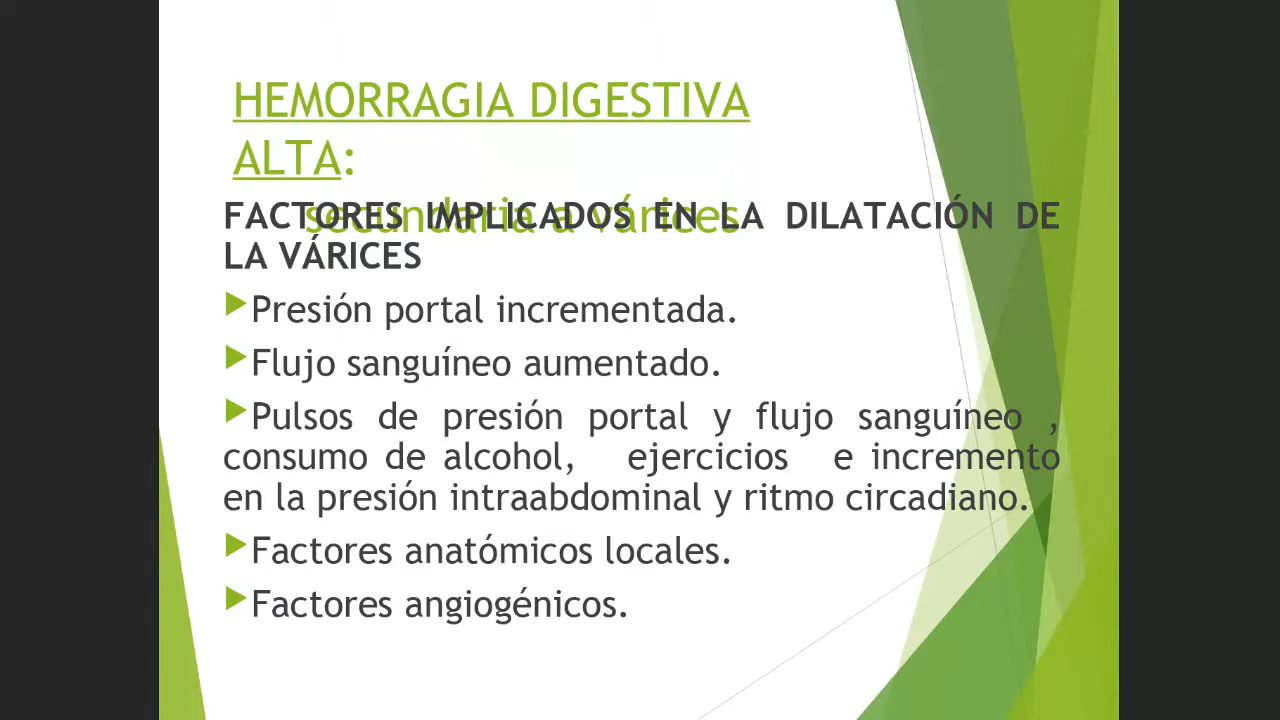 HEMORRAGIA DIGESTIVA
ALTA:
secundaria a várices
FACTORES IMPLICADOS EN LA DILATACIÓN DE
LA VÁRICES
Presión portal incrementada.
Flujo sanguíneo aumentado.
Pulsos de presión portal y flujo sanguíneo ,
consumo de alcohol, ejercicios e incremento
en la presión intraabdominal y ritmo circadiano.
Factores anatómicos locales.
Factores angiogénicos.